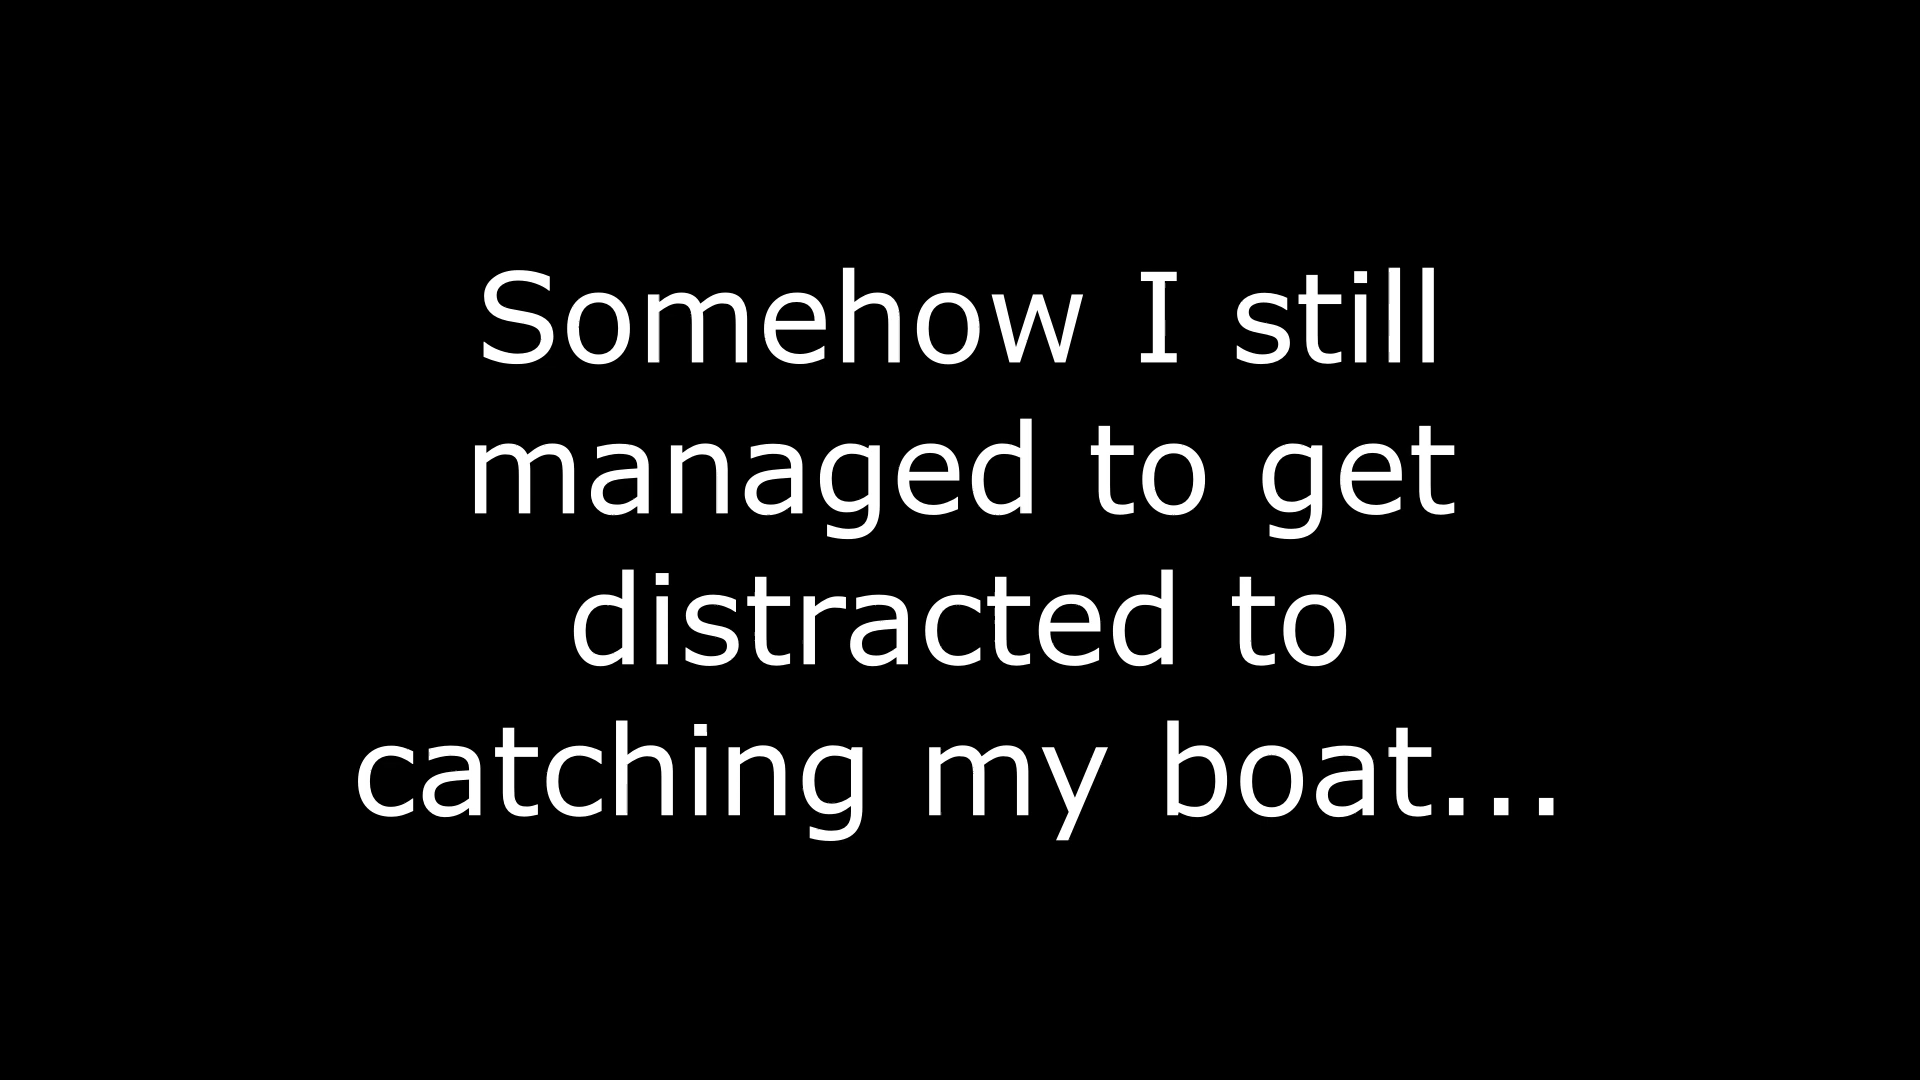 Somehow I still
managed to get
distracted to
catching my boat...